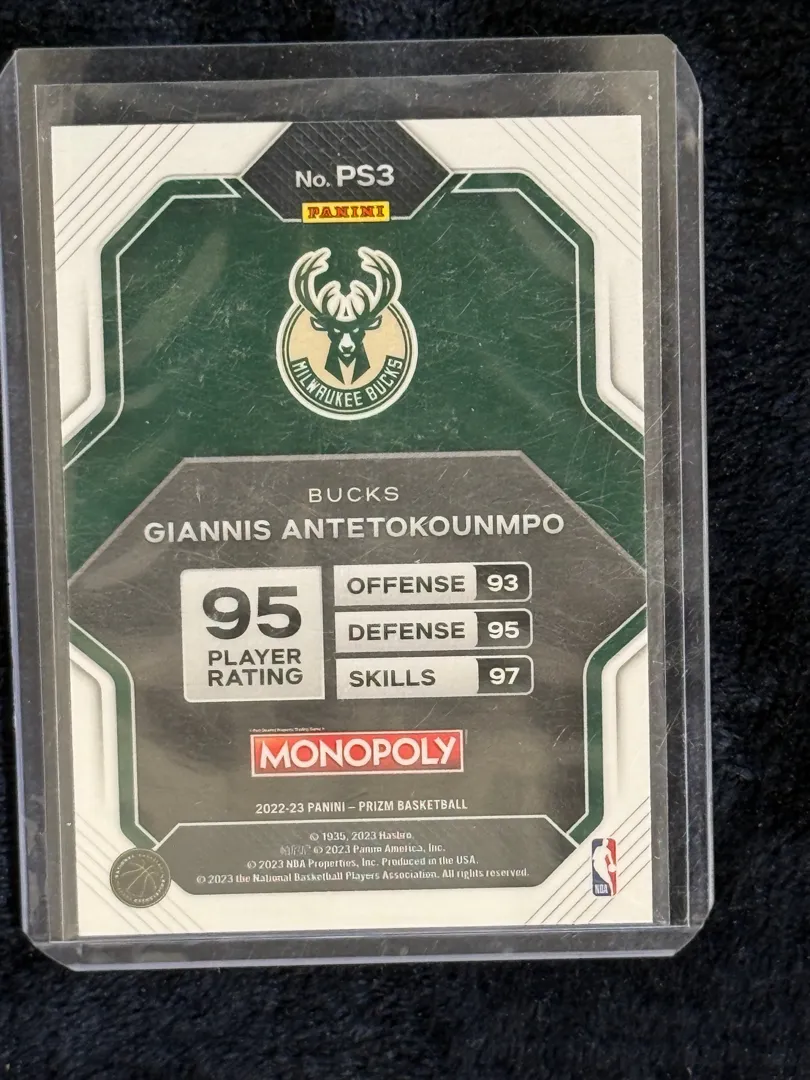 No. PS3
PANINI
MILWAUKEE BUCKS
BUCKS
GIANNIS ANTETOKOUNMPO
95
PLAYER
RATING
OFFENSE 93
DEFENSE 95
SKILLS 97
MONOPOLY
2022-23 PANINI – PRIZM BASKETBALL
© 1935, 2023 Hasbro.
© 2023 Panini America, Inc.
© 2023 NBA Properties, Inc. Produced in the USA.
© 2023 the National Basketball Players Association. All rights reserved.
NBA